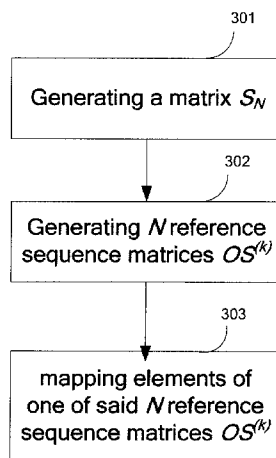 301
Generating a matrix S_N
302
Generating N reference
sequence matrices OS^(k)
303
mapping elements of
one of said N reference
sequence matrices OS^(k)